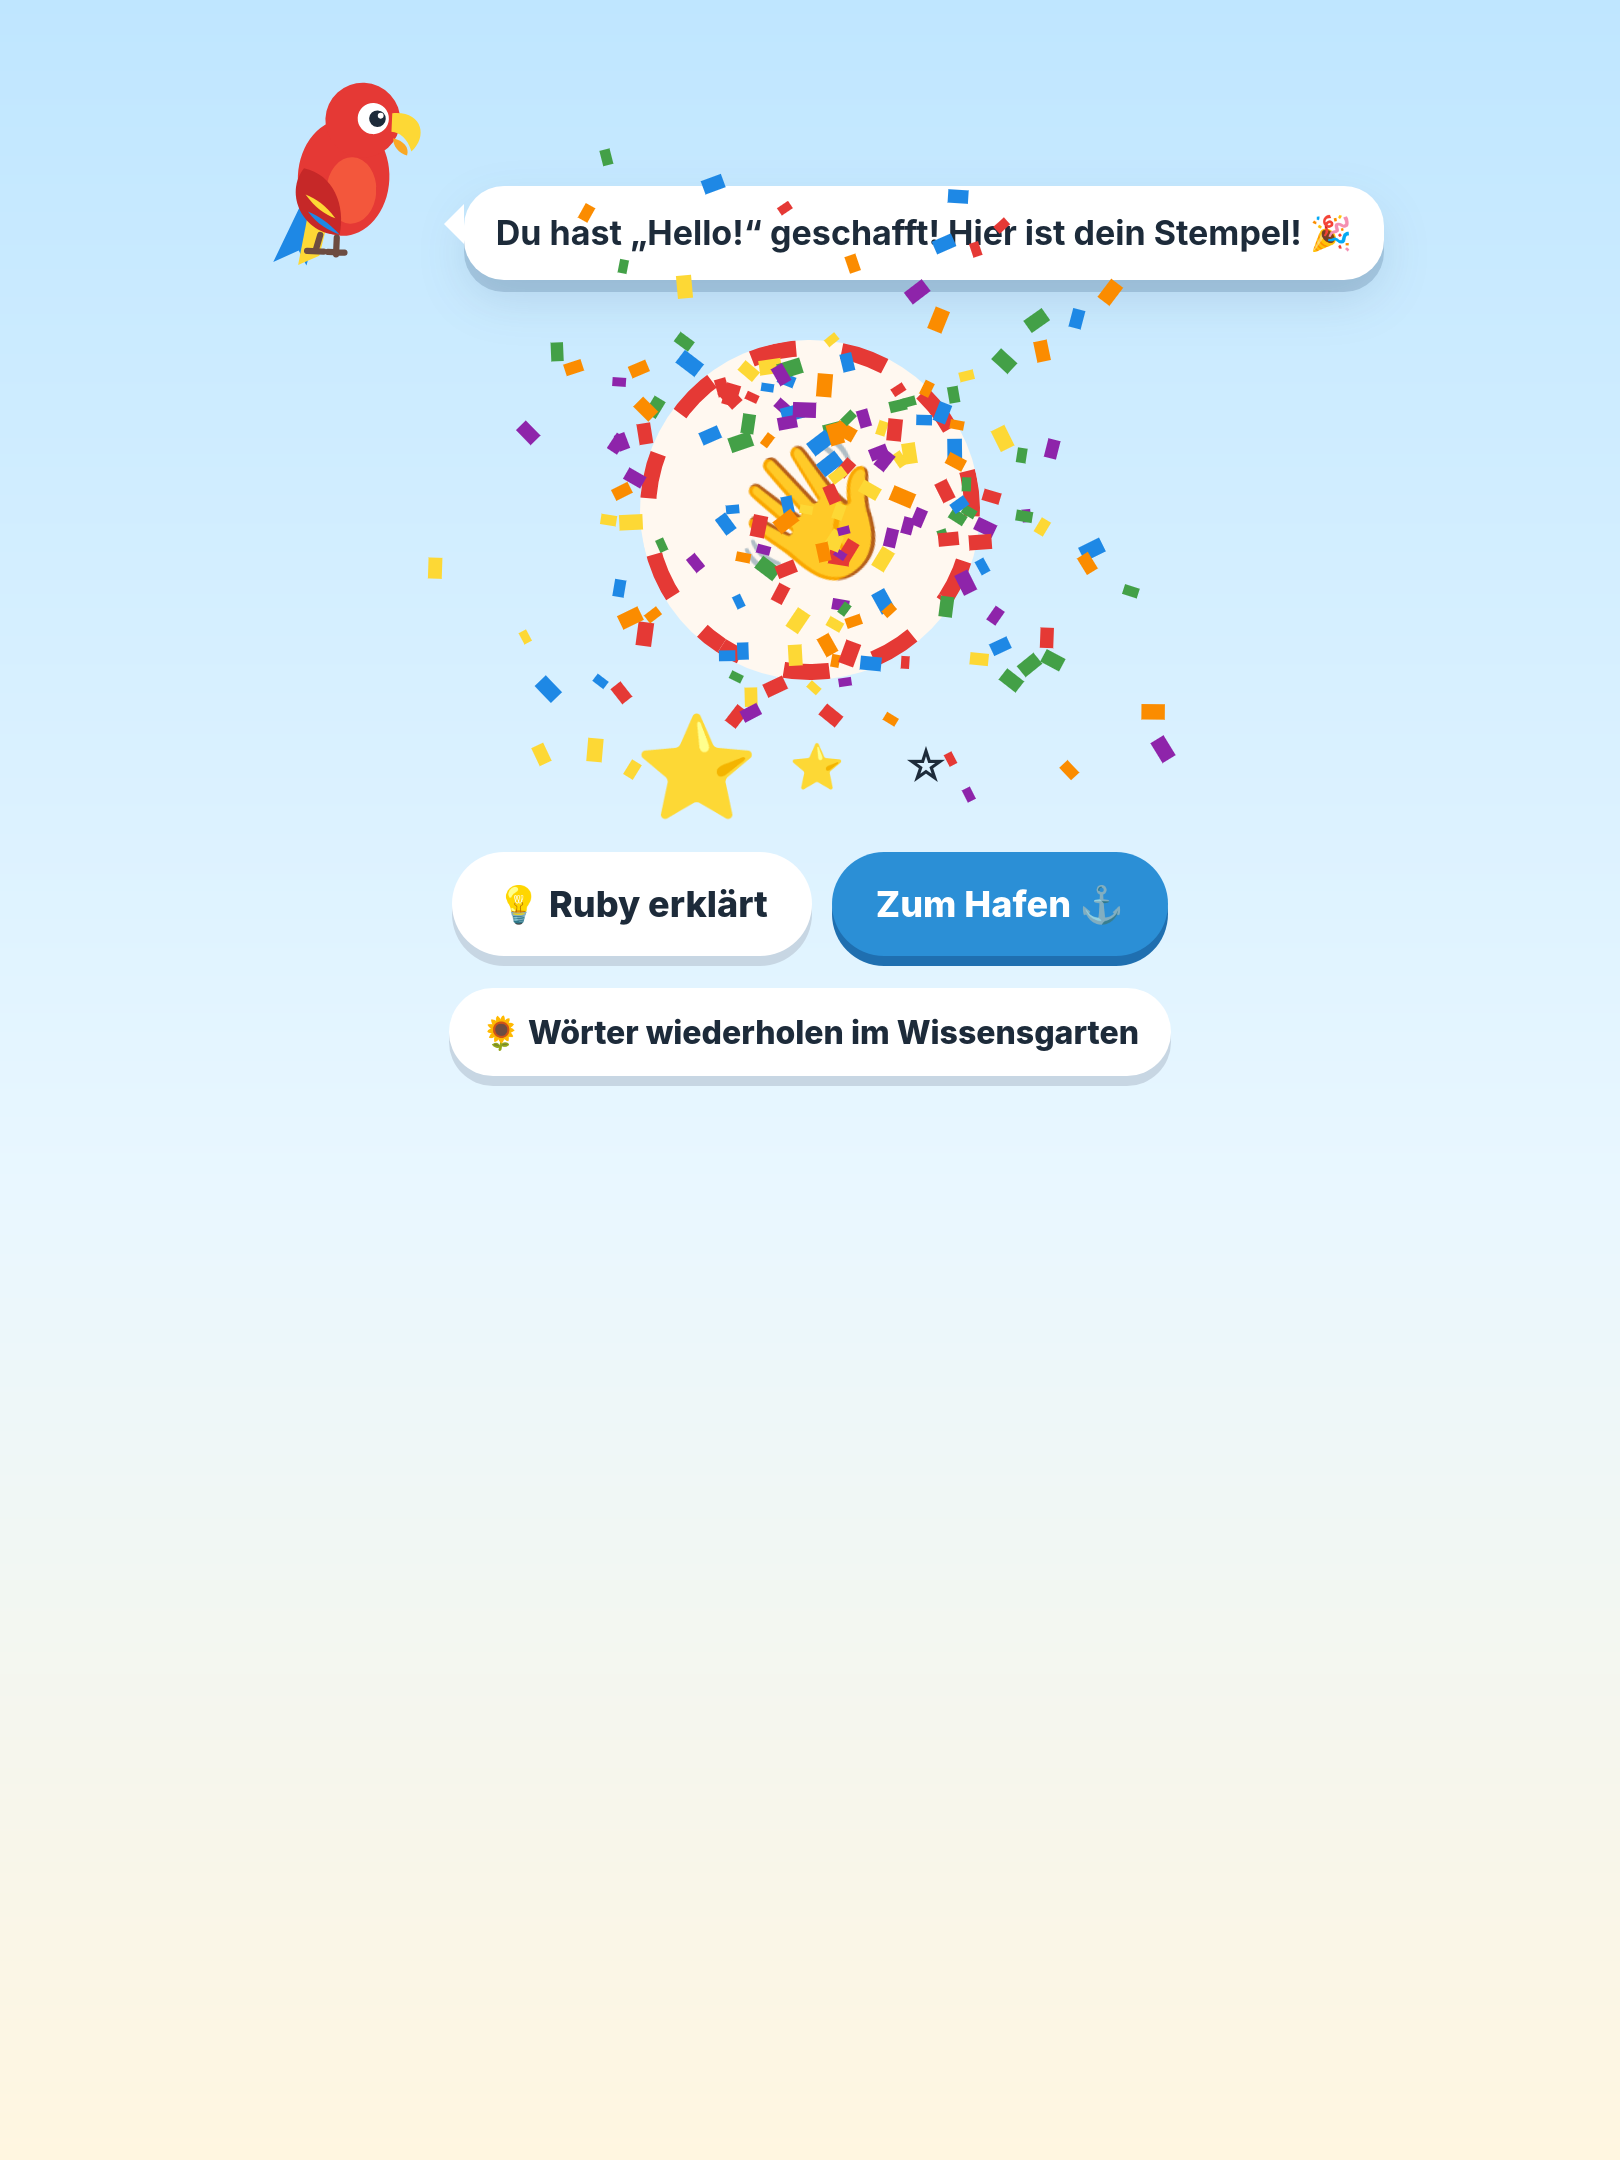 Du hast „Hello!“ geschafft! Hier ist dein Stempel! 🎉
💡 Ruby erklärt
Zum Hafen ⚓
🌻 Wörter wiederholen im Wissensgarten